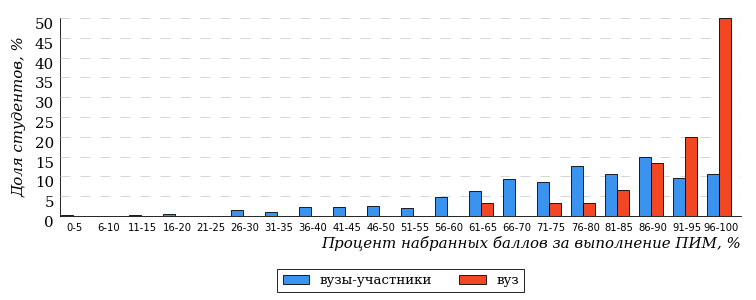 Доля студентов, %
50
45
40
35
30
25
20
15
10
5
0
0-5 6-10 11-15 16-20 21-25 26-30 31-35 36-40 41-45 46-50 51-55 56-60 61-65 66-70 71-75 76-80 81-85 86-90 91-95 96-100
Процент набранных баллов за выполнение ПИМ, %
вузы-участники вуз